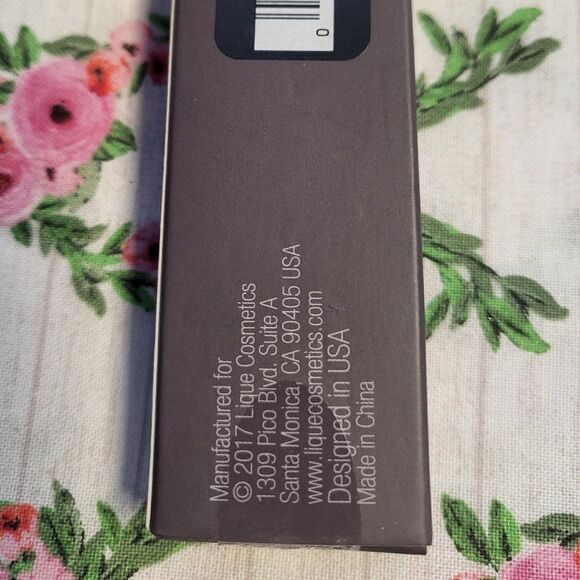 0
Manufactured for
© 2017 Lique Cosmetics
1309 Pico Blvd. Suite A
Santa Monica, CA 90405 USA
www.liquecosmetics.com
Designed in USA
Made in China